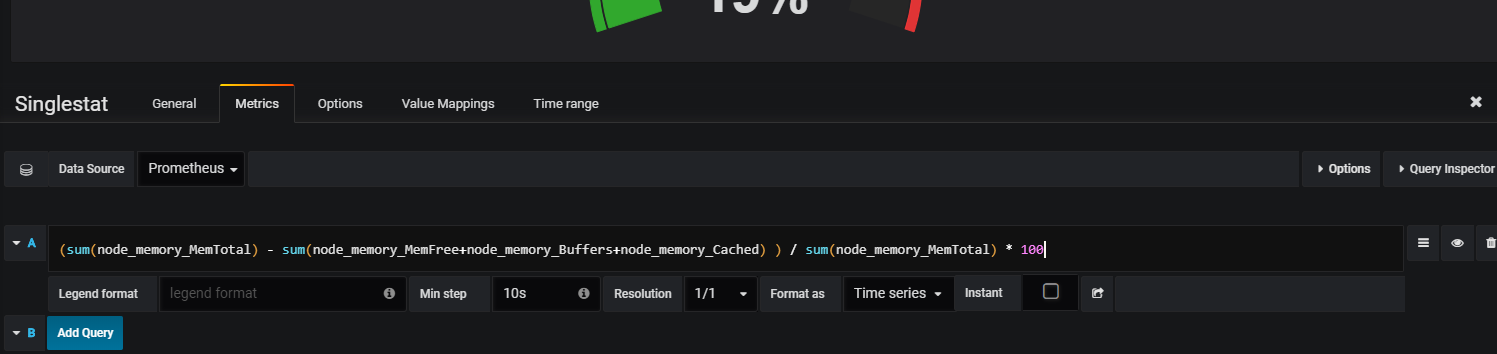 Singlestat General Metrics Options Value Mappings Time range
Data Source Prometheus Options Query Inspector
A (sum(node_memory_MemTotal) - sum(node_memory_MemFree+node_memory_Buffers+node_memory_Cached) ) / sum(node_memory_MemTotal) * 100
Legend format legend format Min step 10s Resolution 1/1 Format as Time series Instant
B Add Query